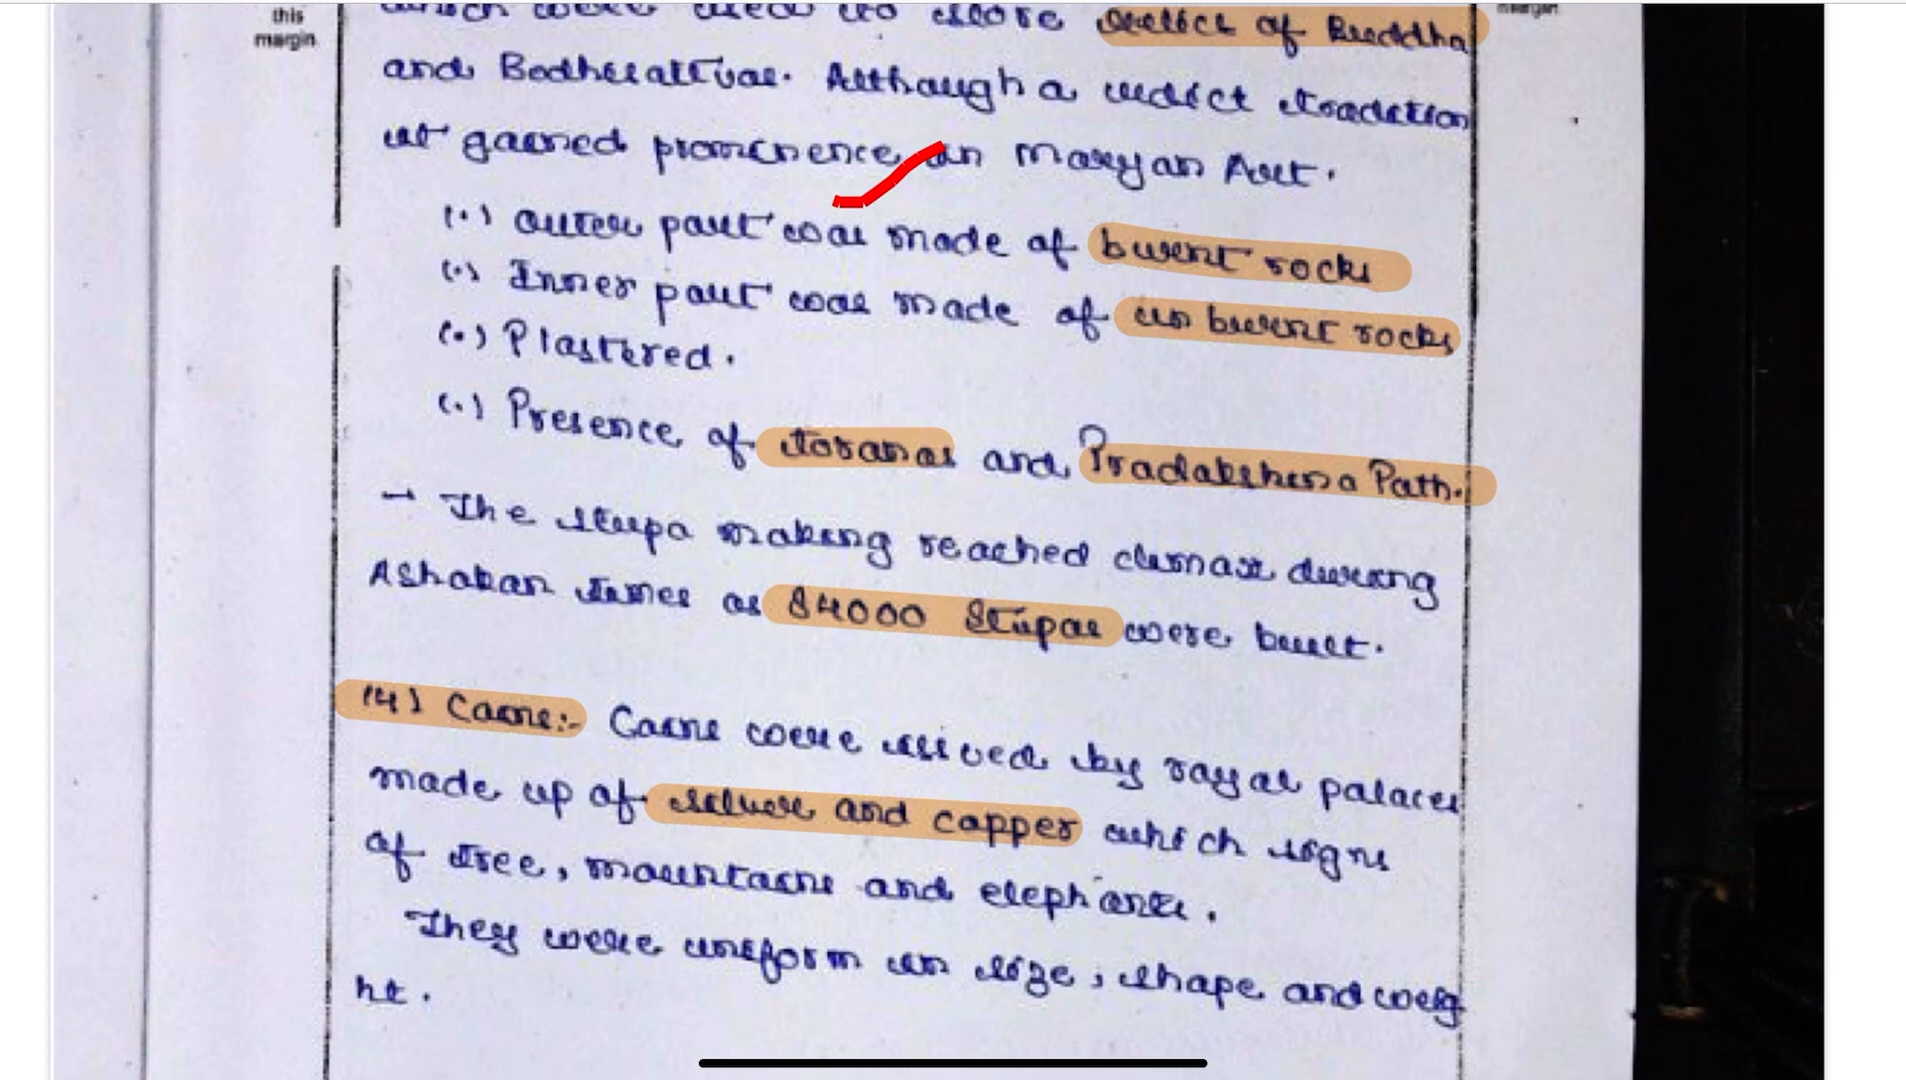 this
margin
margin
which were used to store relics of Buddha
and Bodhisattvas. Although a vedic tradition
it gained prominence in Mauryan Art.
(•) Outer part was made of burnt rocks
(•) Inner part was made of unburnt rocks
(•) Plastered.
(•) Presence of toranas and Pradakshina Path.
→ The stupa making reached climax during
Ashokan times as 84000 Stupas were built.
(4) Coins:- Coins were issued by royal palaces
made up of silver and copper with signs
of tree, mountains and elephants.
They were uniform in size, shape and weig
ht.